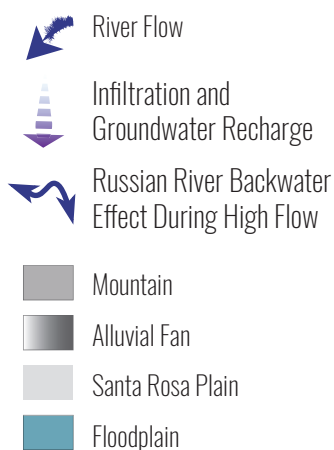 River Flow
Infiltration and
Groundwater Recharge
Russian River Backwater
Effect During High Flow
Mountain
Alluvial Fan
Santa Rosa Plain
Floodplain